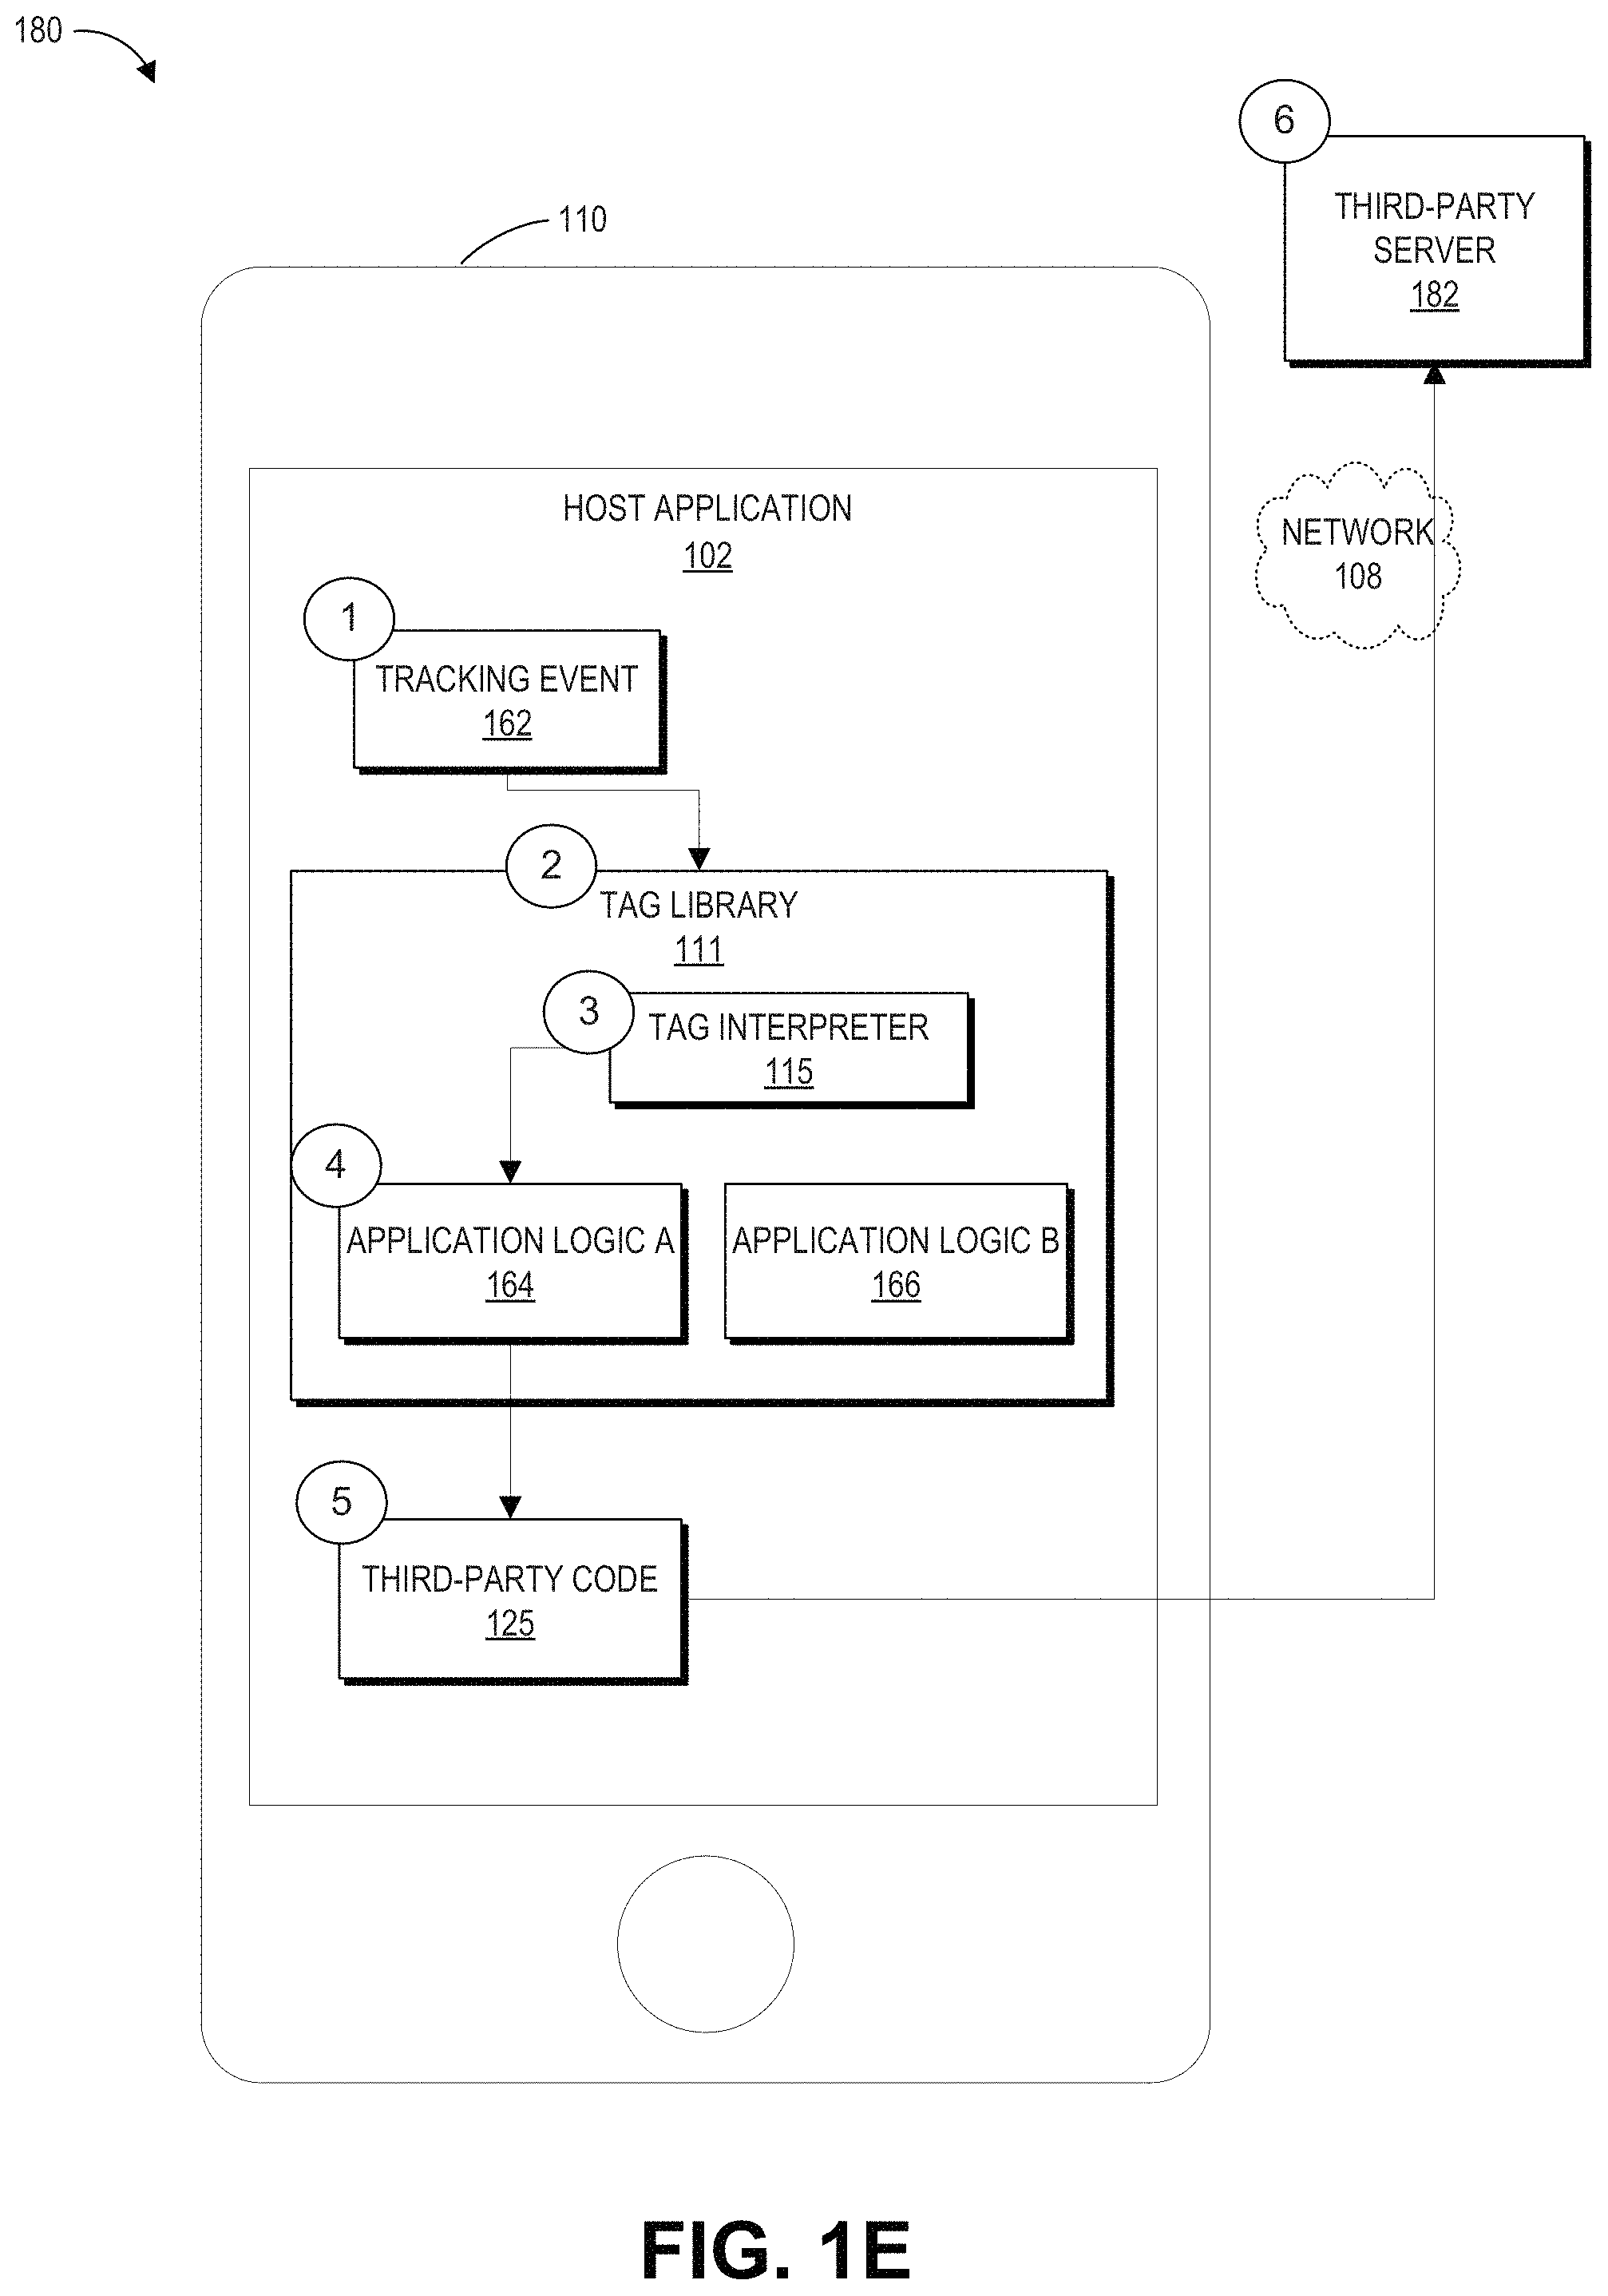 180
6
THIRD-PARTY
SERVER
182
110
HOST APPLICATION
102
NETWORK
108
1
TRACKING EVENT
162
2
TAG LIBRARY
111
3
TAG INTERPRETER
115
4
APPLICATION LOGIC A
164
APPLICATION LOGIC B
166
5
THIRD-PARTY CODE
125
FIG. 1E